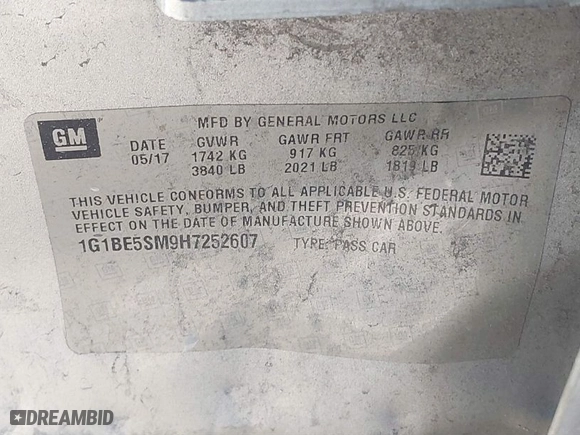 GM
MFD BY GENERAL MOTORS LLC
DATE GVWR GAWR FRT GAWR RR
05/17 1742 KG 917 KG 825 KG
3840 LB 2021 LB 1819 LB
THIS VEHICLE CONFORMS TO ALL APPLICABLE U.S. FEDERAL MOTOR
VEHICLE SAFETY, BUMPER, AND THEFT PREVENTION STANDARDS IN
EFFECT ON THE DATE OF MANUFACTURE SHOWN ABOVE.
1G1BE5SM9H7252607 TYPE: PASS CAR
DREAMBID